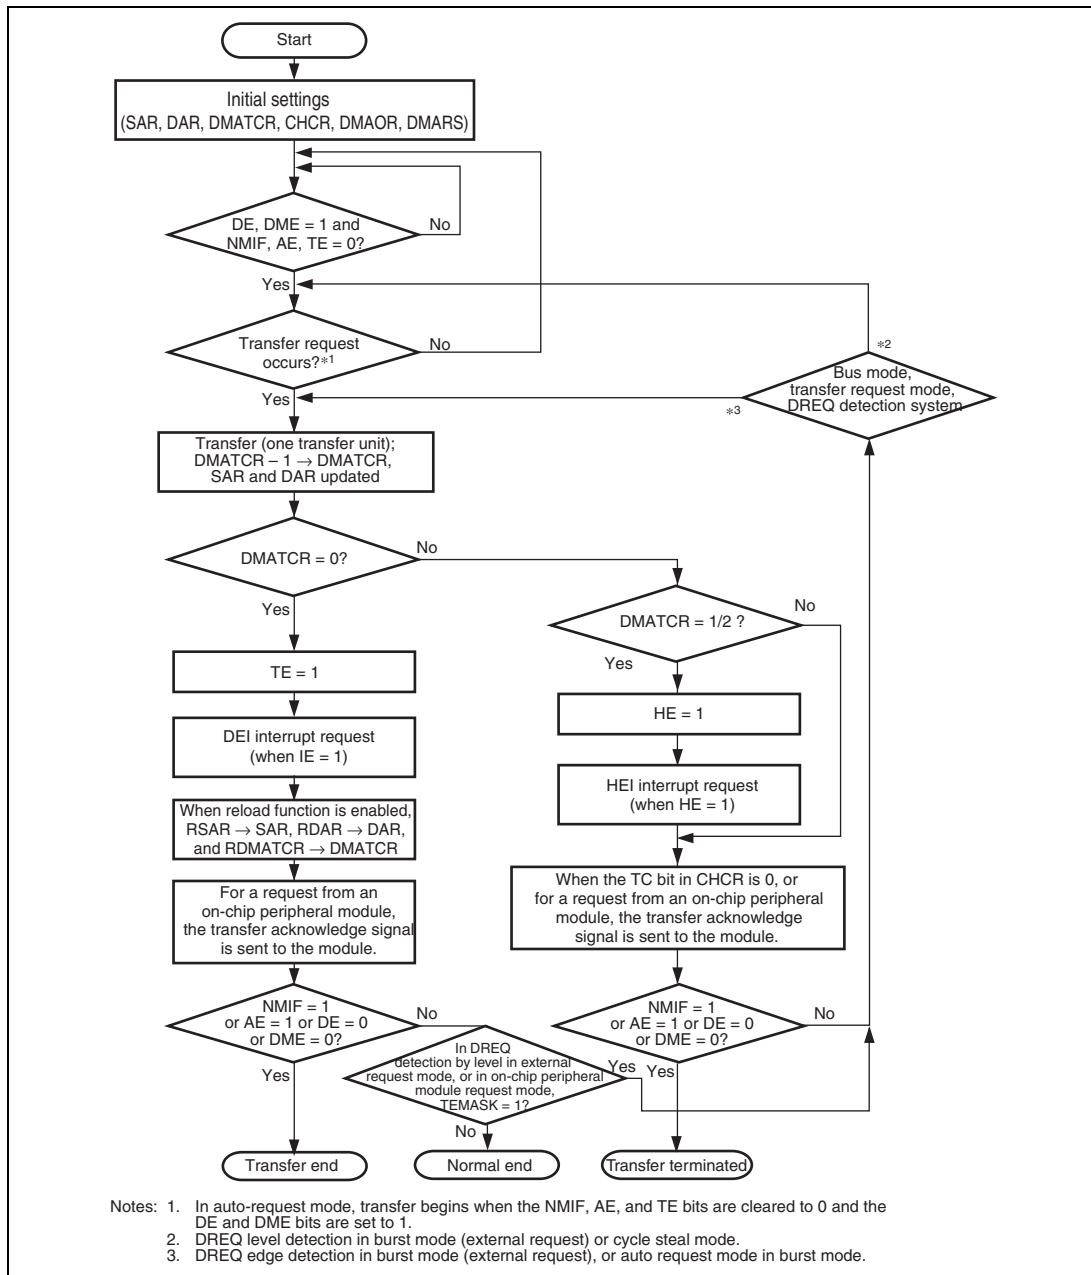 Start
Initial settings
(SAR, DAR, DMATCR, CHCR, DMAOR, DMARS)
DE, DME = 1 and
NMIF, AE, TE = 0?
No
Yes
Transfer request
occurs?*1
No
Yes
*2
Bus mode,
transfer request mode,
DREQ detection system
*3
Transfer (one transfer unit);
DMATCR – 1 → DMATCR,
SAR and DAR updated
DMATCR = 0?
No
Yes
DMATCR = 1/2 ?
No
Yes
TE = 1
HE = 1
DEI interrupt request
(when IE = 1)
HEI interrupt request
(when HE = 1)
When reload function is enabled,
RSAR → SAR, RDAR → DAR,
and RDMATCR → DMATCR
For a request from an
on-chip peripheral module,
the transfer acknowledge signal
is sent to the module.
When the TC bit in CHCR is 0, or
for a request from an on-chip peripheral
module, the transfer acknowledge
signal is sent to the module.
NMIF = 1
or AE = 1 or DE = 0
or DME = 0?
No
Yes
In DREQ
detection by level in external
request mode, or in on-chip peripheral
module request mode,
TEMASK = 1?
Yes
No
NMIF = 1
or AE = 1 or DE = 0
or DME = 0?
No
Yes
Transfer end
Normal end
Transfer terminated
Notes: 1. In auto-request mode, transfer begins when the NMIF, AE, and TE bits are cleared to 0 and the
DE and DME bits are set to 1.
2. DREQ level detection in burst mode (external request) or cycle steal mode.
3. DREQ edge detection in burst mode (external request), or auto request mode in burst mode.